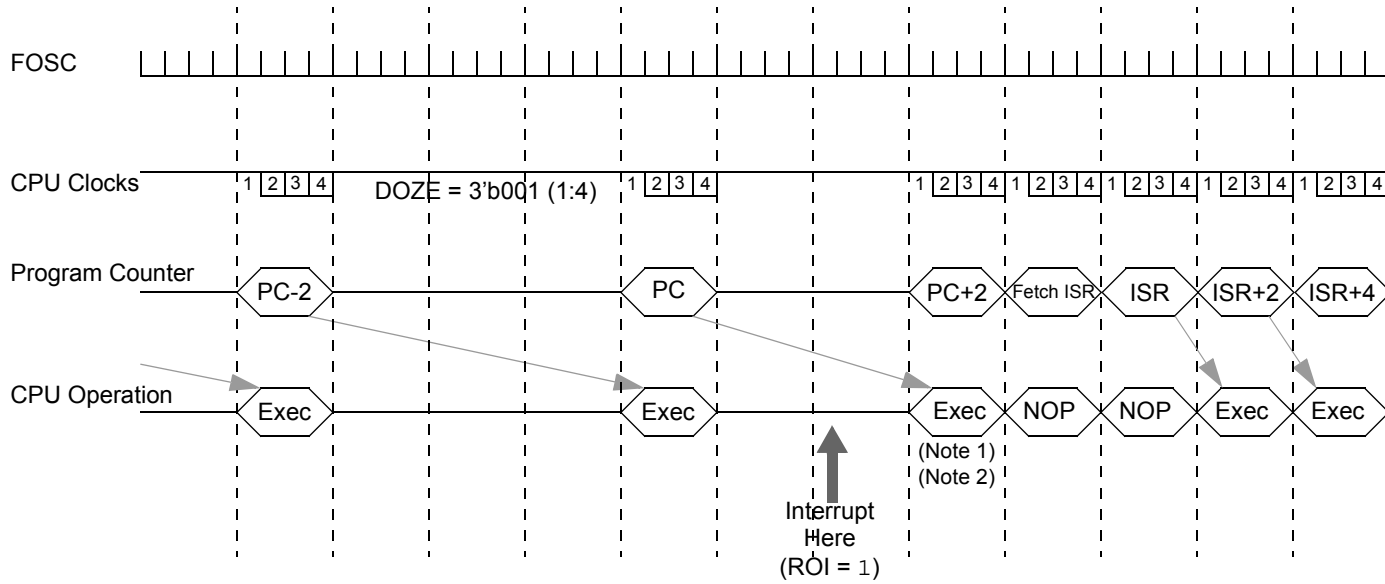 FOSC
CPU Clocks
1 2 3 4
DOZE = 3'b001 (1:4)
1 2 3 4
1 2 3 4
1 2 3 4
1 2 3 4
1 2 3 4
1 2 3 4
Program Counter
PC-2
PC
PC+2
Fetch ISR
ISR
ISR+2
ISR+4
CPU Operation
Exec
Exec
Exec
NOP
NOP
Exec
Exec
(Note 1)
(Note 2)
Interrupt
Here
(ROI = 1)